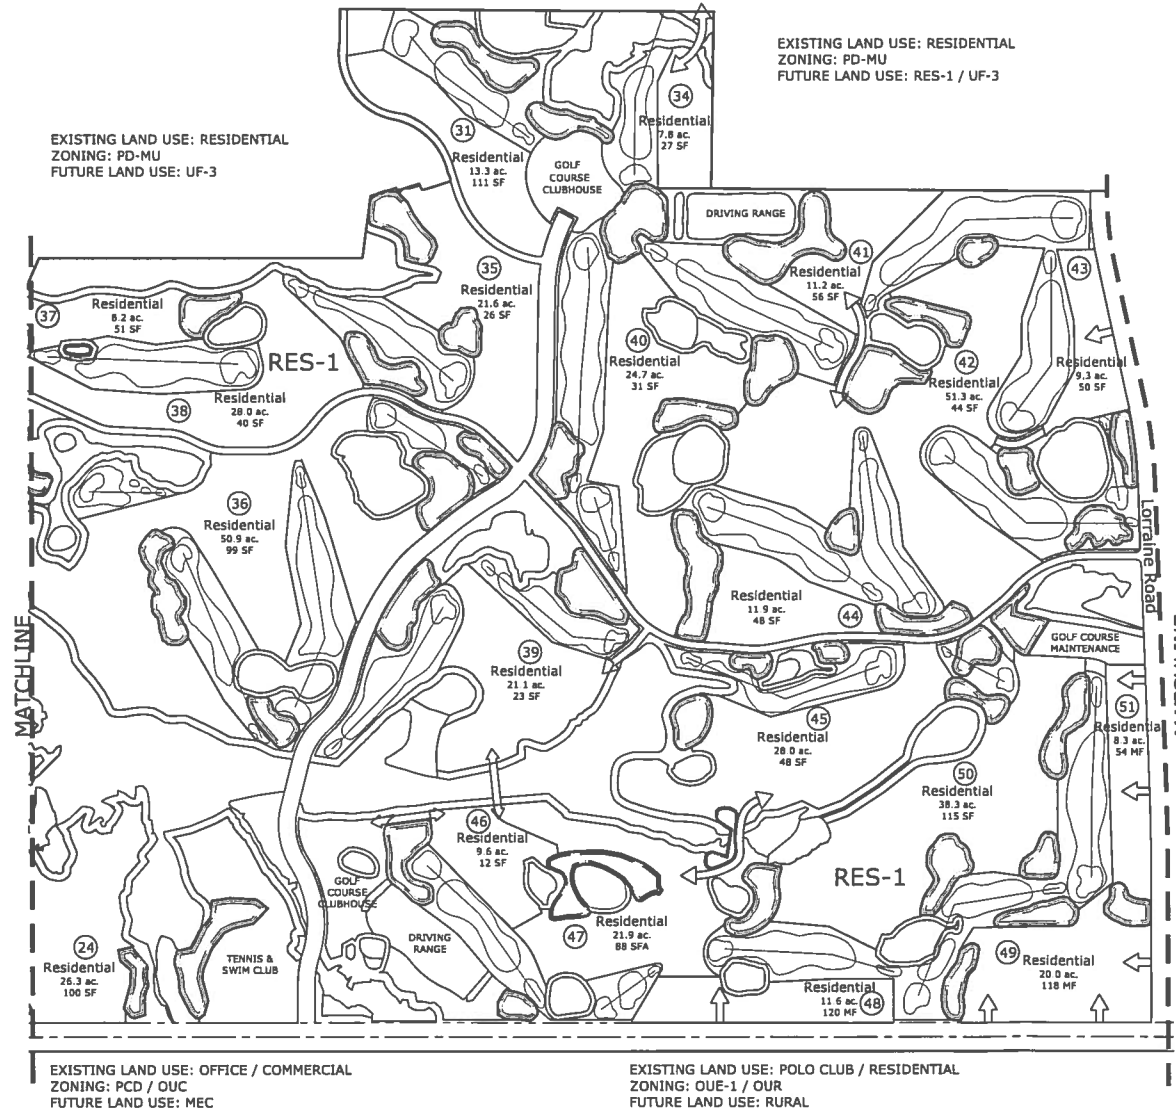 EXISTING LAND USE: RESIDENTIAL
ZONING: PD-MU
FUTURE LAND USE: RES-1 / UF-3
EXISTING LAND USE: RESIDENTIAL
ZONING: PD-MU
FUTURE LAND USE: UF-3
34
Residential
7.8 ac.
27 SF
31
Residential
13.3 ac.
111 SF
GOLF
COURSE
CLUBHOUSE
DRIVING RANGE
35
Residential
21.6 ac.
26 SF
41
Residential
11.2 ac.
56 SF
43
Residential
9.3 ac.
50 SF
37
Residential
8.2 ac.
51 SF
RES-1
38
Residential
28.0 ac.
40 SF
40
Residential
24.7 ac.
31 SF
42
Residential
51.3 ac.
44 SF
36
Residential
50.9 ac.
99 SF
Lorraine Road
Residential
11.9 ac.
48 SF
44
GOLF COURSE
MAINTENANCE
MATCHLINE
39
Residential
21.1 ac.
23 SF
45
Residential
28.0 ac.
48 SF
51
Residential
8.3 ac.
54 MF
50
Residential
38.3 ac.
115 SF
46
Residential
9.6 ac.
12 SF
RES-1
GOLF
COURSE
CLUBHOUSE
DRIVING
RANGE
47
Residential
21.9 ac.
88 SFA
24
Residential
26.3 ac.
100 SF
TENNIS &
SWIM CLUB
49
Residential
20.0 ac.
118 MF
Residential
11.6 ac.
120 MF
48
EXISTING LAND USE: OFFICE / COMMERCIAL
ZONING: PCD / OUC
FUTURE LAND USE: MEC
EXISTING LAND USE: POLO CLUB / RESIDENTIAL
ZONING: OUE-1 / OUR
FUTURE LAND USE: RURAL